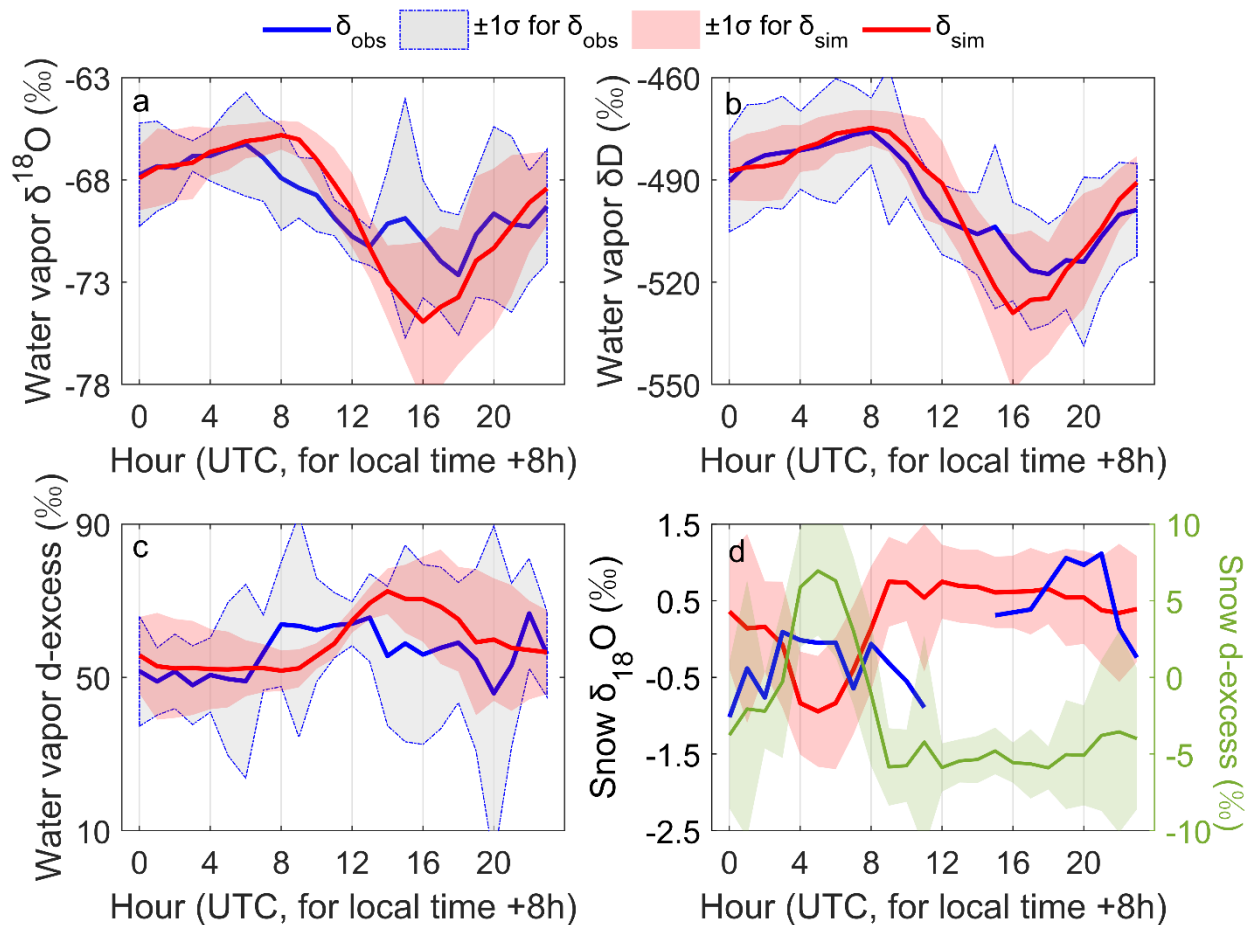 δobs ±1σ for δobs ±1σ for δsim δsim
a
Water vapor δ18O (‰)
-63
-68
-73
-78
0 4 8 12 16 20
Hour (UTC, for local time +8h)
b
Water vapor δD (‰)
-460
-490
-520
-550
0 4 8 12 16 20
Hour (UTC, for local time +8h)
c
Water vapor d-excess (‰)
90
50
10
0 4 8 12 16 20
Hour (UTC, for local time +8h)
d
Snow δ18O (‰)
1.5
0.5
-0.5
-1.5
-2.5
10
5
0
-5
-10
Snow d-excess (‰)
0 4 8 12 16 20
Hour (UTC, for local time +8h)